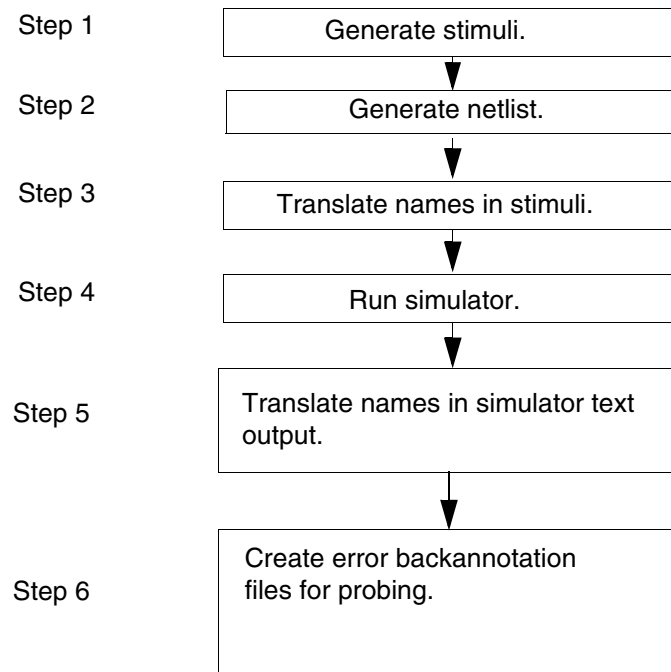 Step 1
Generate stimuli.
Step 2
Generate netlist.
Step 3
Translate names in stimuli.
Step 4
Run simulator.
Step 5
Translate names in simulator text
output.
Step 6
Create error backannotation
files for probing.